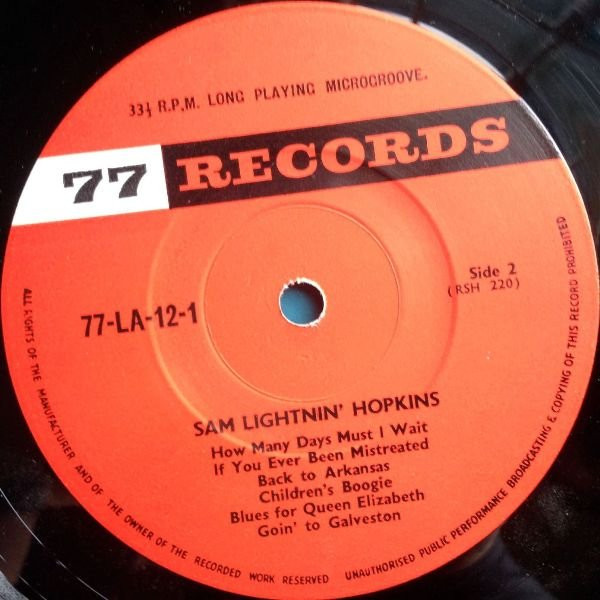 33⅓ R.P.M. LONG PLAYING MICROGROOVE.
77 RECORDS
Side 2
(RSH 220)
77-LA-12-1
SAM LIGHTNIN' HOPKINS
How Many Days Must I Wait
If You Ever Been Mistreated
Back to Arkansas
Children's Boogie
Blues for Queen Elizabeth
Goin' to Galveston
ALL RIGHTS OF THE MANUFACTURER AND OF THE OWNER OF THE RECORDED WORK RESERVED UNAUTHORISED PUBLIC PERFORMANCE BROADCASTING & COPYING OF THIS RECORD PROHIBITED